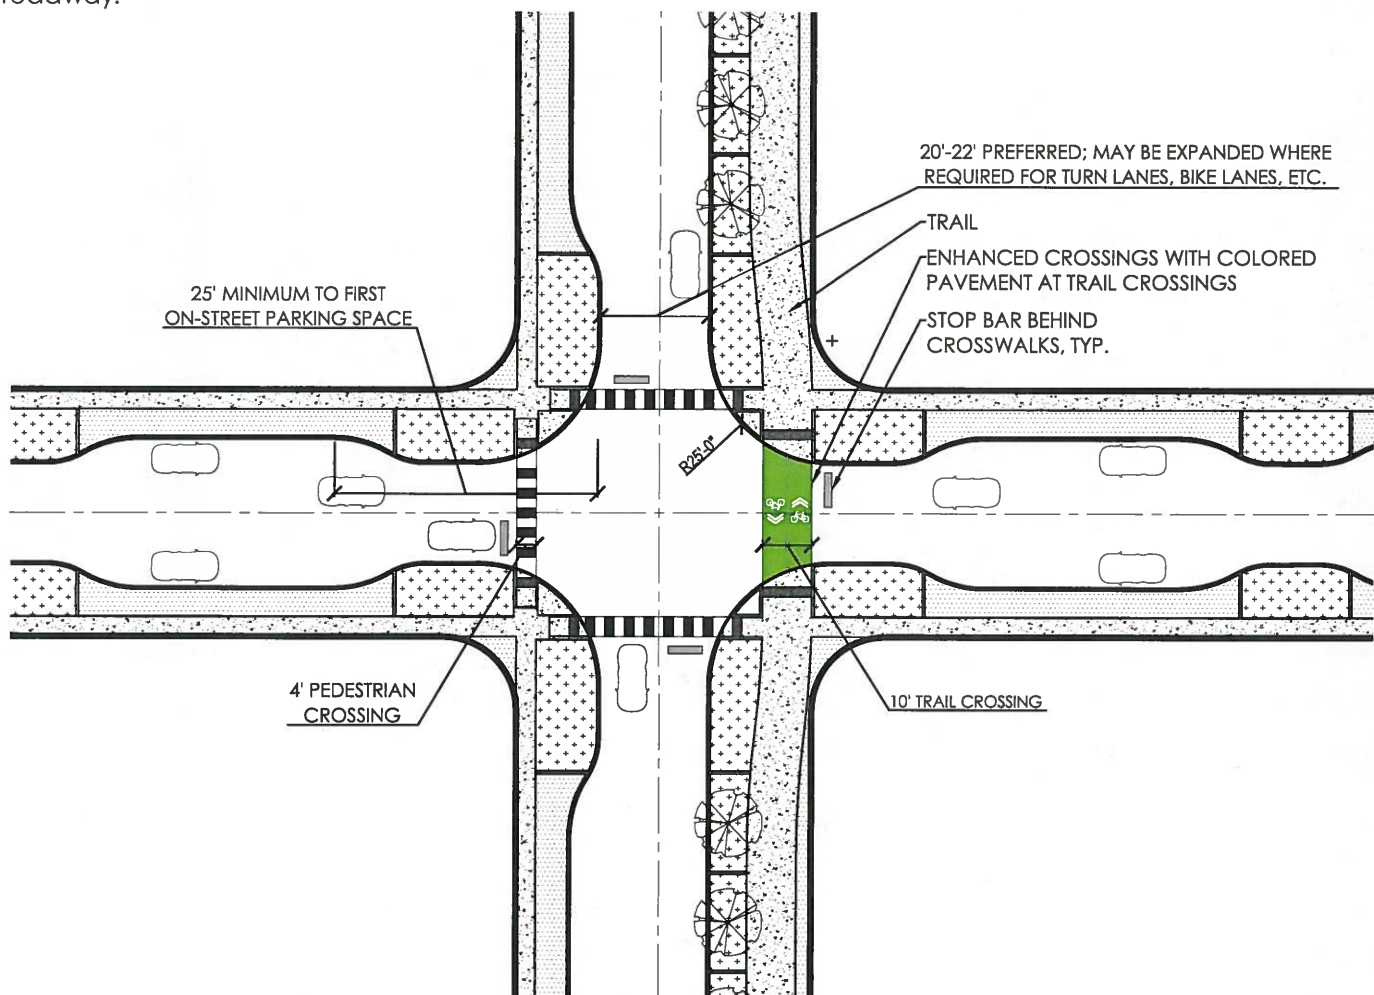 roadway.
20'-22' PREFERRED; MAY BE EXPANDED WHERE
REQUIRED FOR TURN LANES, BIKE LANES, ETC.
TRAIL
ENHANCED CROSSINGS WITH COLORED
PAVEMENT AT TRAIL CROSSINGS
25' MINIMUM TO FIRST
ON-STREET PARKING SPACE
STOP BAR BEHIND
CROSSWALKS, TYP.
R25'-0"
4' PEDESTRIAN
CROSSING
10' TRAIL CROSSING